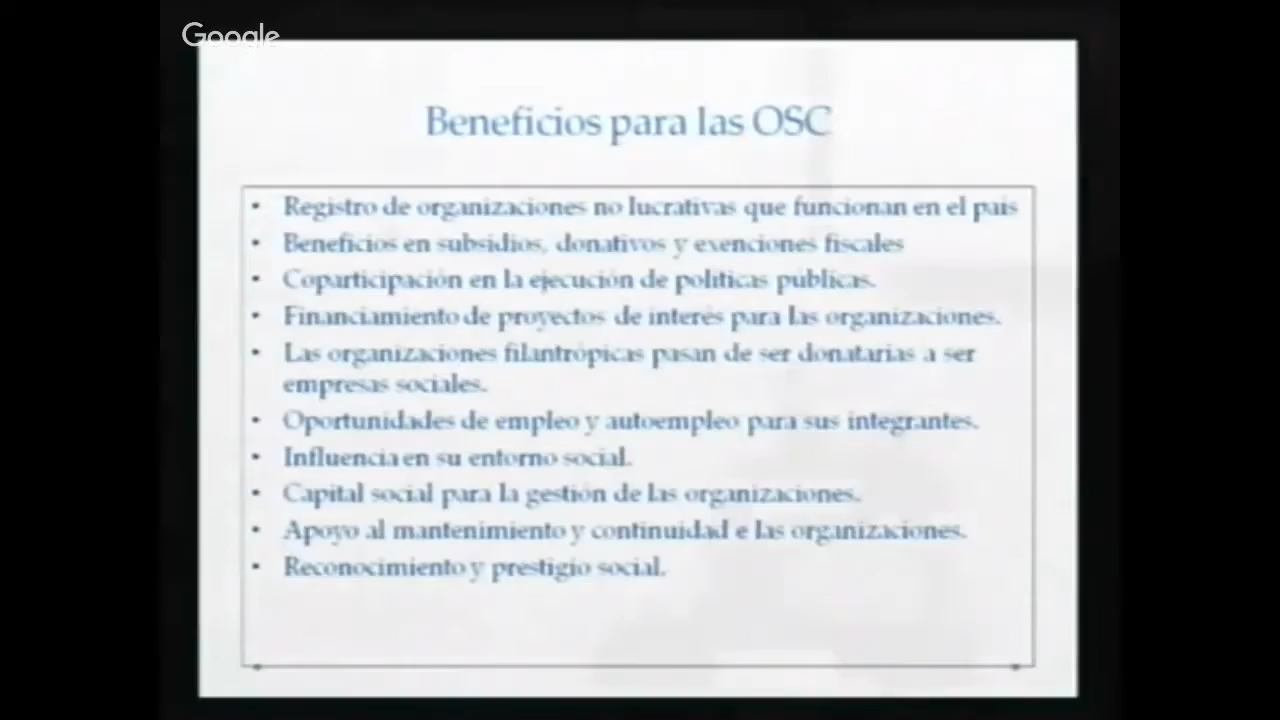 Google
Beneficios para las OSC
• Registro de organizaciones no lucrativas que funcionan en el país
• Beneficios en subsidios, donativos y exenciones fiscales
• Coparticipación en la ejecución de políticas públicas.
• Financiamiento de proyectos de interés para las organizaciones.
• Las organizaciones filantrópicas pasan de ser donatarias a ser
empresas sociales.
• Oportunidades de empleo y autoempleo para sus integrantes.
• Influencia en su entorno social.
• Capital social para la gestión de las organizaciones.
• Apoyo al mantenimiento y continuidad e las organizaciones.
• Reconocimiento y prestigio social.